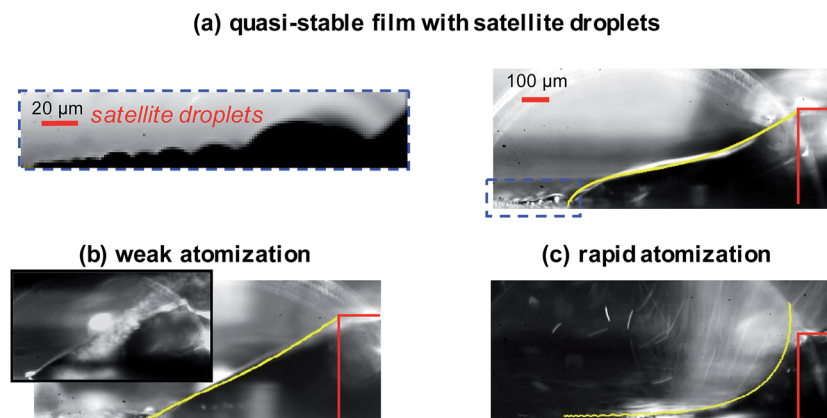 (a) quasi-stable film with satellite droplets
20 µm
satellite droplets
100 µm
(b) weak atomization
(c) rapid atomization